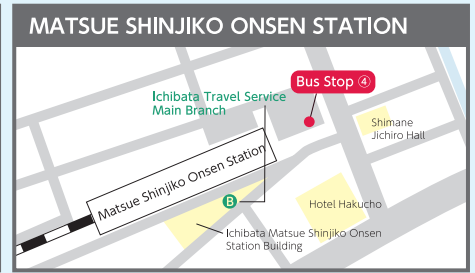 MATSUE SHINJIKO ONSEN STATION
Bus Stop ④
Ichibata Travel Service
Main Branch
Shimane
Jichiro Hall
Matsue Shinjiko Onsen Station
B
Hotel Hakucho
Ichibata Matsue Shinjiko Onsen
Station Building